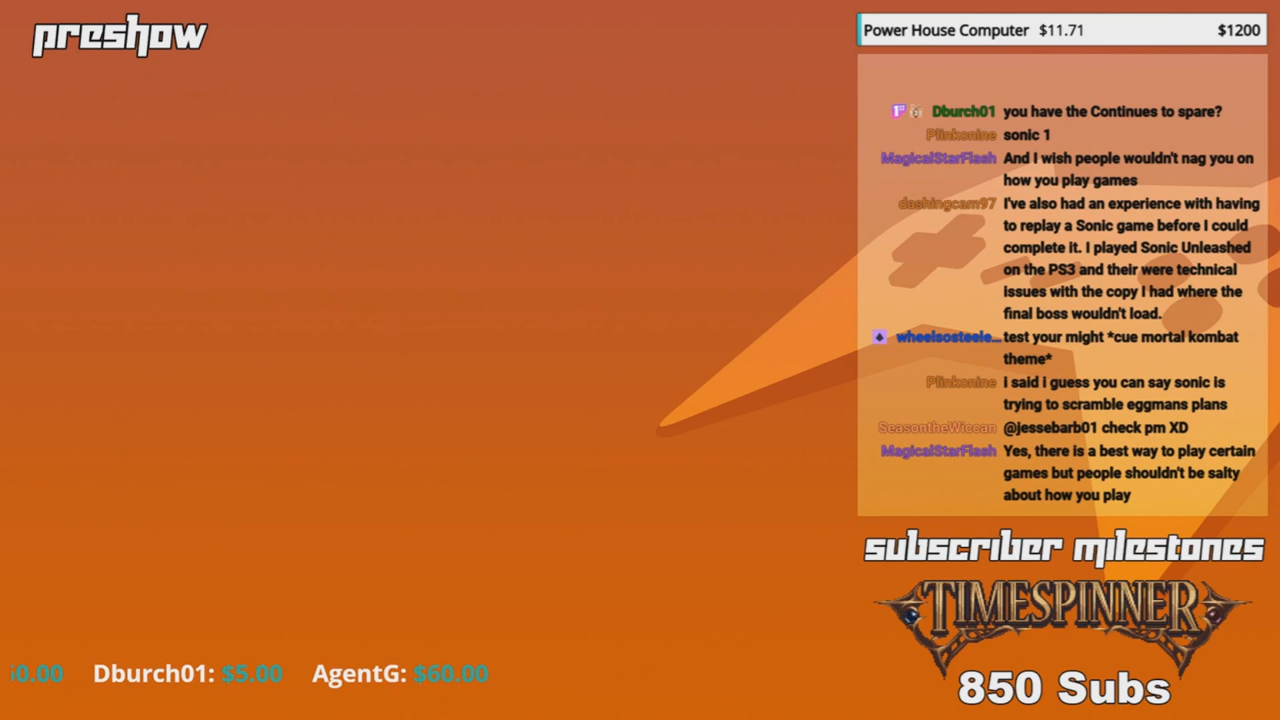 preshow
Power House Computer $11.71 $1200
Dburch01 you have the Continues to spare?
Plinkonine sonic 1
MagicalStarFlash And I wish people wouldn't nag you on
how you play games
dashingcam97 I've also had an experience with having
to replay a Sonic game before I could
complete it. I played Sonic Unleashed
on the PS3 and their were technical
issues with the copy I had where the
final boss wouldn't load.
wheelsosteele... test your might *cue mortal kombat
theme*
Plinkonine i said i guess you can say sonic is
trying to scramble eggmans plans
SeasontheWiccan @jessebarb01 check pm XD
MagicalStarFlash Yes, there is a best way to play certain
games but people shouldn't be salty
about how you play
subscriber milestones
TIMESPINNER
850 Subs
0.00 Dburch01: $5.00 AgentG: $60.00